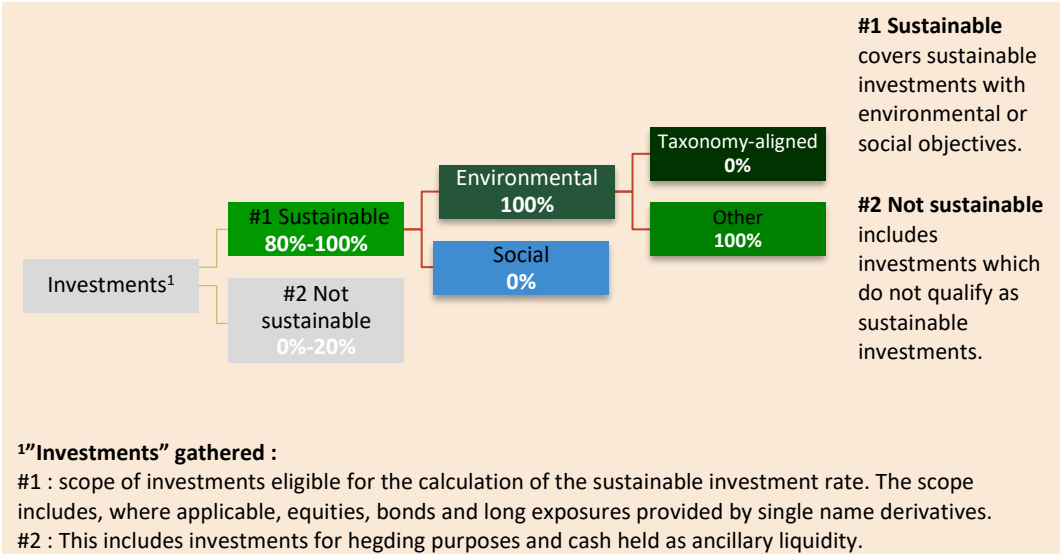 #1 Sustainable
covers sustainable
investments with
environmental or
social objectives.
Taxonomy-aligned
0%
Environmental
100%
#1 Sustainable
80%-100%
Other
100%
#2 Not sustainable
includes
investments which
do not qualify as
sustainable
investments.
Social
0%
Investments¹
#2 Not
sustainable
0%-20%
¹”Investments” gathered :
#1 : scope of investments eligible for the calculation of the sustainable investment rate. The scope
includes, where applicable, equities, bonds and long exposures provided by single name derivatives.
#2 : This includes investments for hegding purposes and cash held as ancillary liquidity.